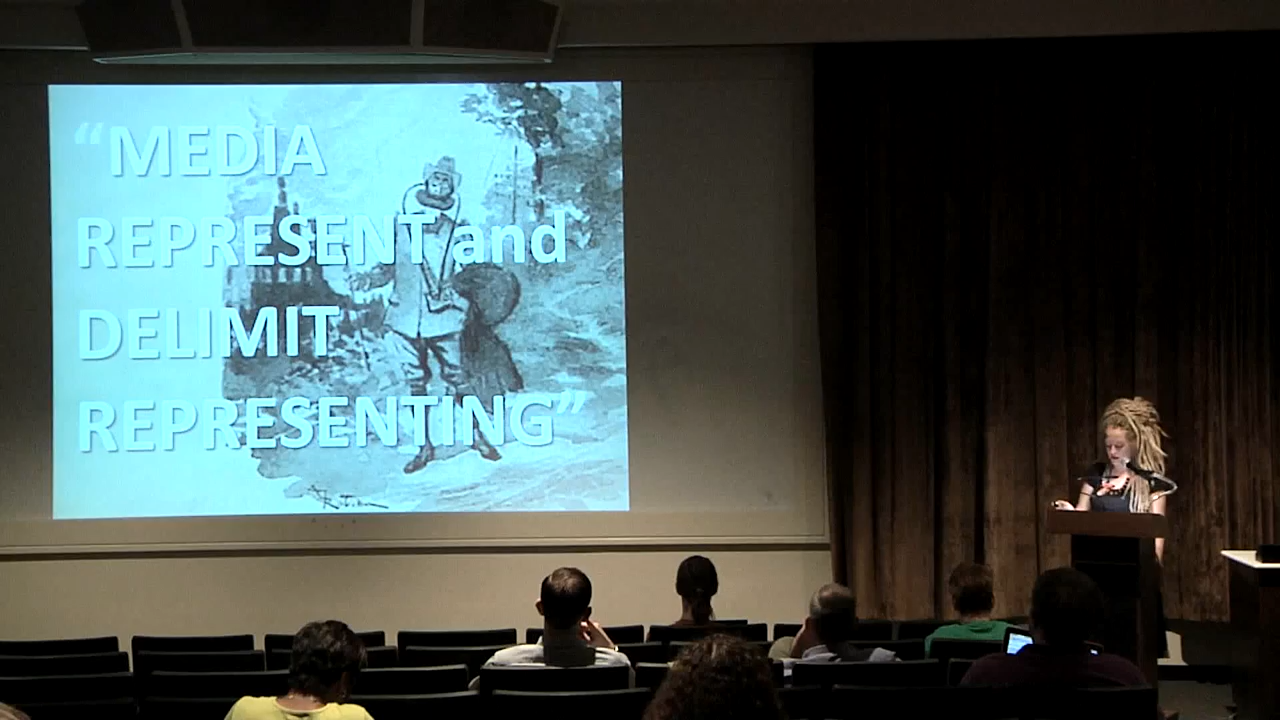 “MEDIA
REPRESENT and
DELIMIT
REPRESENTING”